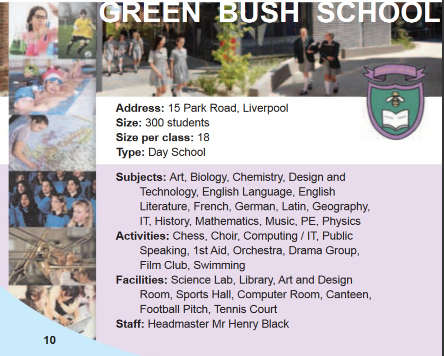 GREEN BUSH SCHOOL
Address: 15 Park Road, Liverpool
Size: 300 students
Size per class: 18
Type: Day School
Subjects: Art, Biology, Chemistry, Design and
Technology, English Language, English
Literature, French, German, Latin, Geography,
IT, History, Mathematics, Music, PE, Physics
Activities: Chess, Choir, Computing / IT, Public
Speaking, 1st Aid, Orchestra, Drama Group,
Film Club, Swimming
Facilities: Science Lab, Library, Art and Design
Room, Sports Hall, Computer Room, Canteen,
Football Pitch, Tennis Court
Staff: Headmaster Mr Henry Black
10